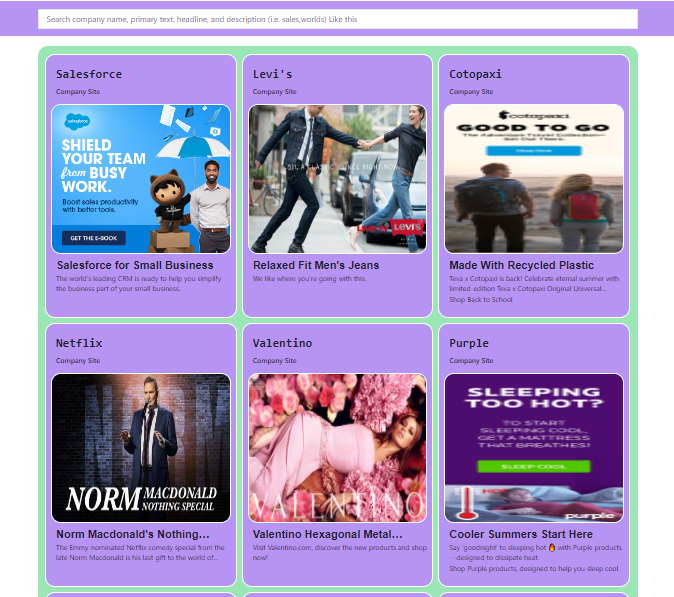 Search company name, primary text, headline, and description (i.e. sales,worlds) Like this
Salesforce
Company Site
salesforce
SHIELD
YOUR TEAM
from BUSY
WORK.
Boost sales productivity
with better tools.
GET THE E-BOOK
Salesforce for Small Business
The world's leading CRM is ready to help you simplify
the business part of your small business.
Levi's
Company Site
LEVI'S
Relaxed Fit Men's Jeans
We like where you're going with this.
Cotopaxi
Company Site
cotopaxi
GOOD TO GO
The Adventure Travel Collection—
Get Out There.
Made With Recycled Plastic
Teva x Cotopaxi is back! Celebrate eternal summer with
limited-edition Teva x Cotopaxi Original Universal...
Shop Back to School
Netflix
Company Site
NORM MACDONALD
NOTHING SPECIAL
Norm Macdonald's Nothing...
The Emmy-nominated Netflix comedy special from the
late Norm Macdonald is his last gift to the world of...
Valentino
Company Site
VALENTINO
Valentino Hexagonal Metal...
Visit Valentino.com, discover the new products and shop
now!
Purple
Company Site
SLEEPING
TOO HOT?
TO START
SLEEPING COOL,
GET A MATTRESS
THAT BREATHES!
SLEEP COOL
HOT
purple
Cooler Summers Start Here
Say 'goodnight' to sleeping hot 🔥 with Purple products
—designed to dissipate heat.
Shop Purple products, designed to help you sleep cool.